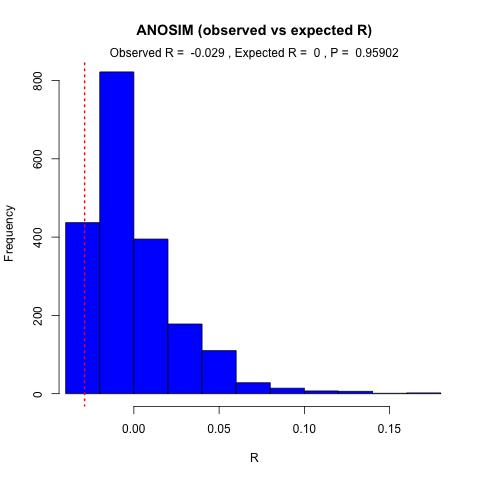 ANOSIM (observed vs expected R)
Observed R =  -0.029 , Expected R =  0 , P =  0.95902
Frequency
800
600
400
200
0
0.00 0.05 0.10 0.15
R